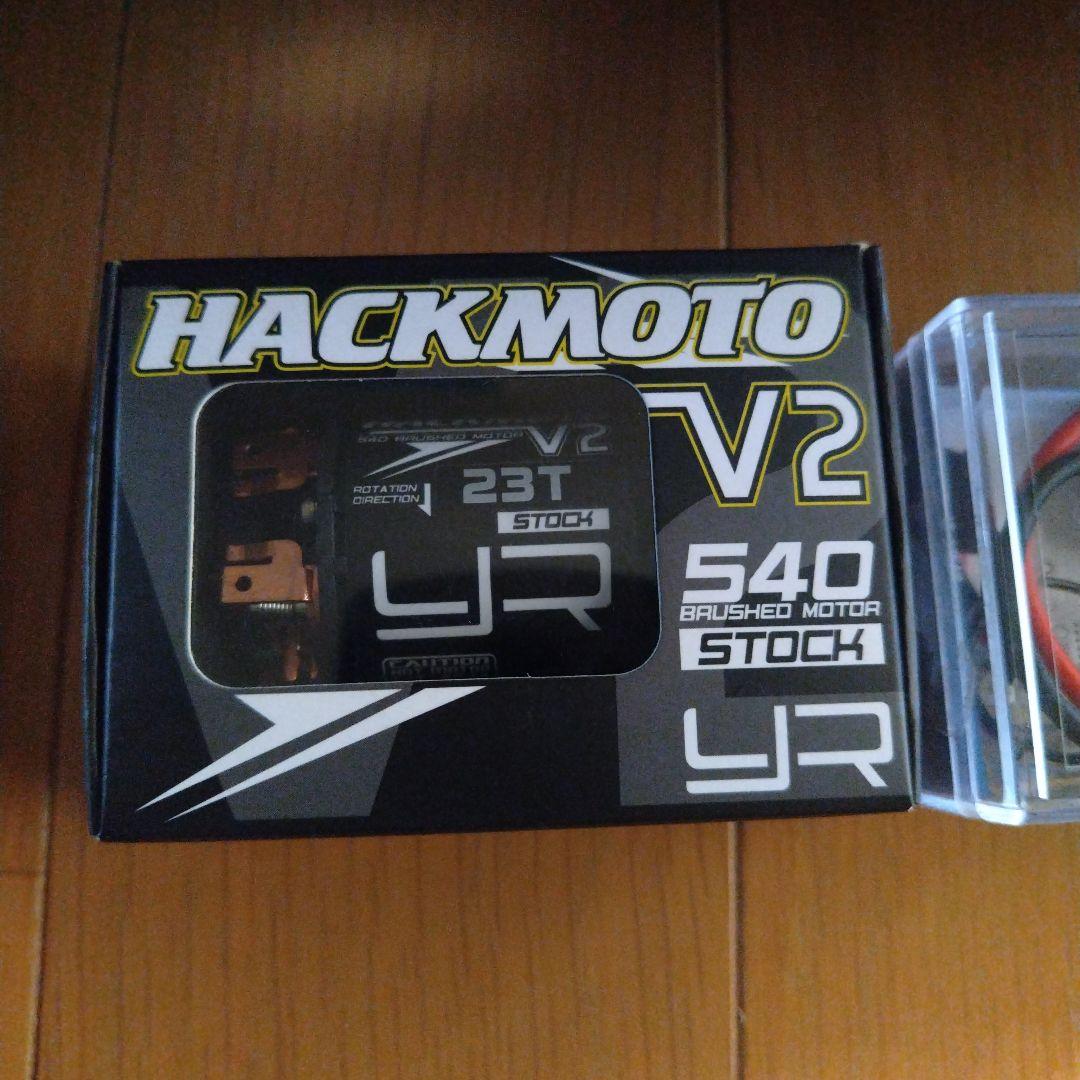 HACKMOTO
V2
540 BRUSHED MOTOR V2
ROTATION
DIRECTION
23T
STOCK
YR
CAUTION
540
BRUSHED MOTOR
STOCK
YR